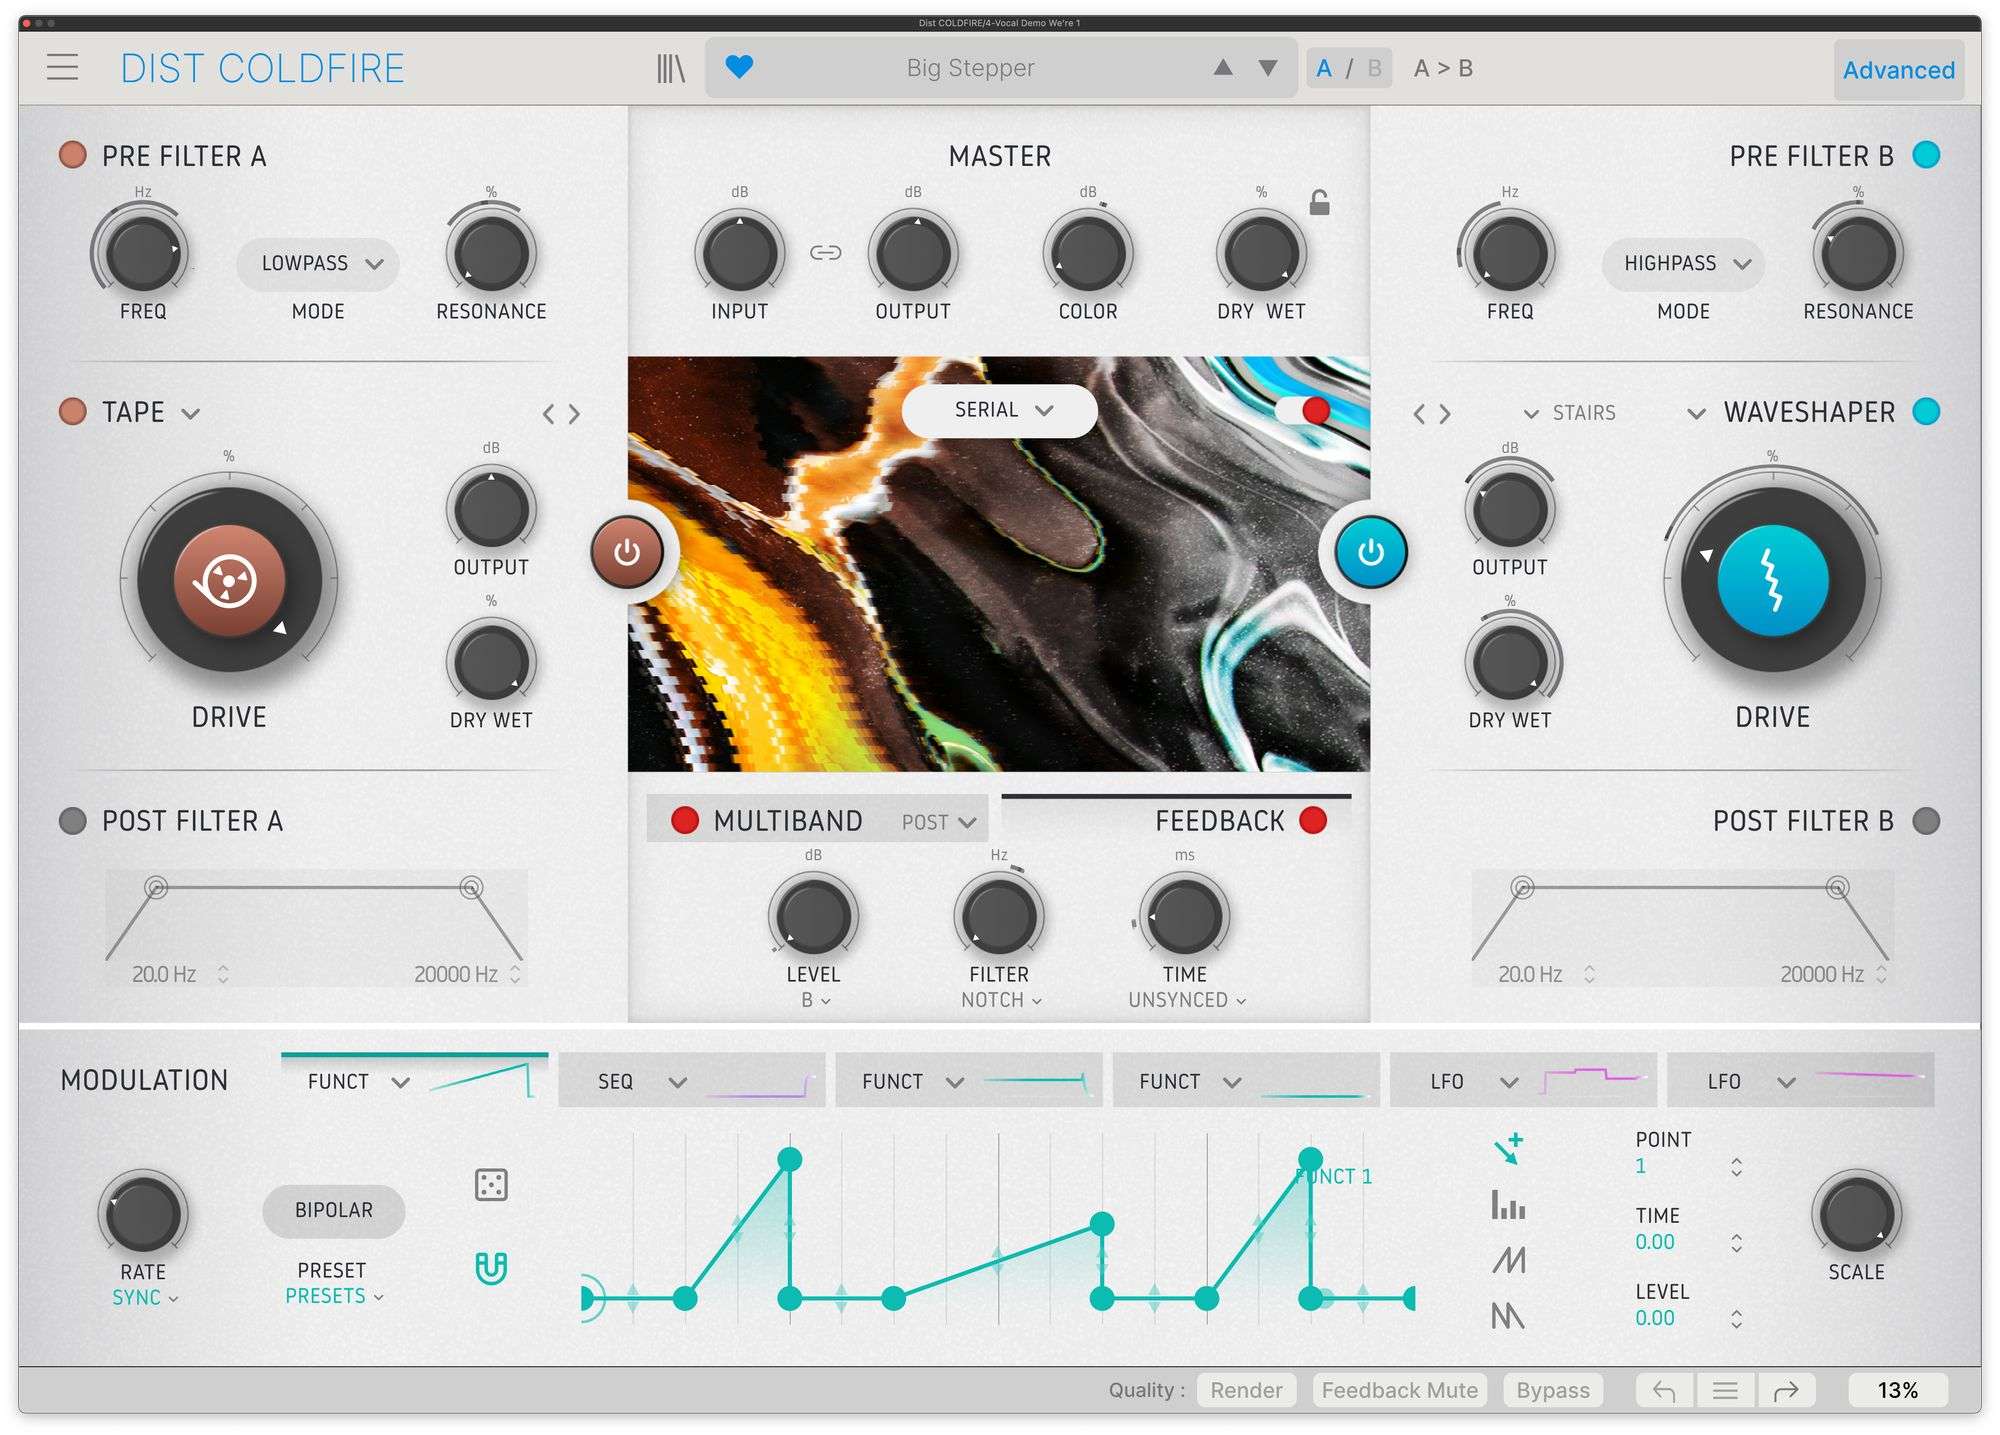 Dist COLDFIRE/4-Vocal Demo We're 1
DIST COLDFIRE
Big Stepper
A / B
A > B
Advanced
PRE FILTER A
Hz
FREQ
LOWPASS
MODE
%
RESONANCE
MASTER
dB
INPUT
dB
OUTPUT
dB
COLOR
%
DRY WET
PRE FILTER B
Hz
FREQ
HIGHPASS
MODE
%
RESONANCE
TAPE
%
DRIVE
dB
OUTPUT
%
DRY WET
SERIAL
STAIRS
WAVESHAPER
dB
OUTPUT
%
DRY WET
%
DRIVE
POST FILTER A
20.0 Hz
20000 Hz
MULTIBAND
POST
FEEDBACK
dB
LEVEL
B
Hz
FILTER
NOTCH
ms
TIME
UNSYNCED
POST FILTER B
20.0 Hz
20000 Hz
MODULATION
FUNCT
SEQ
FUNCT
FUNCT
LFO
LFO
RATE
SYNC
BIPOLAR
PRESET
PRESETS
FUNCT 1
POINT
1
TIME
0.00
LEVEL
0.00
SCALE
Quality :
Render
Feedback Mute
Bypass
13%